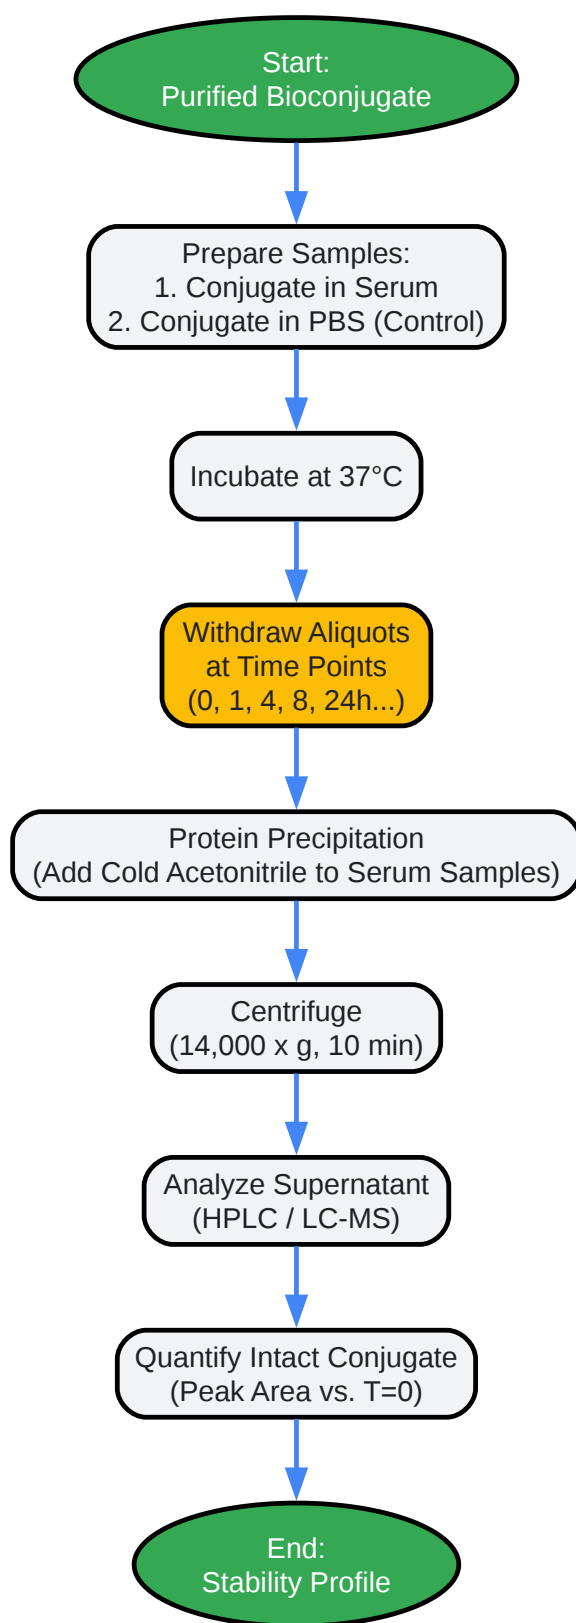 Start:
Purified Bioconjugate
Prepare Samples:
1. Conjugate in Serum
2. Conjugate in PBS (Control)
Incubate at 37°C
Withdraw Aliquots
at Time Points
(0, 1, 4, 8, 24h...)
Protein Precipitation
(Add Cold Acetonitrile to Serum Samples)
Centrifuge
(14,000 x g, 10 min)
Analyze Supernatant
(HPLC / LC-MS)
Quantify Intact Conjugate
(Peak Area vs. T=0)
End:
Stability Profile